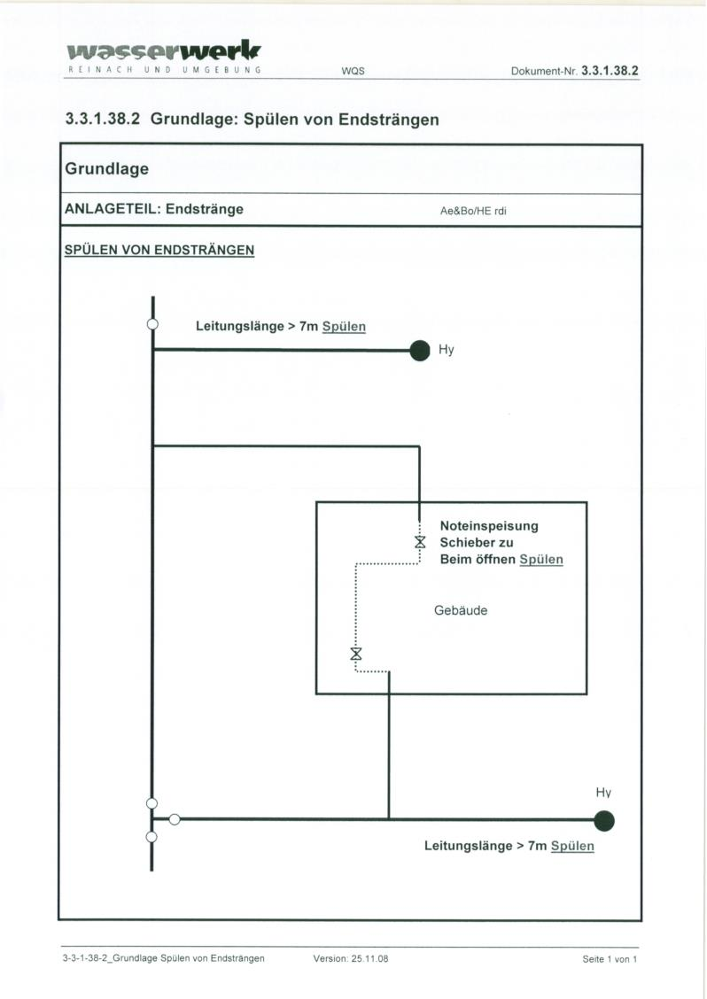 wasserwerk
REINACH UND UMGEBUNG
WQS
Dokument-Nr. 3.3.1.38.2
3.3.1.38.2 Grundlage: Spülen von Endsträngen
Grundlage
ANLAGETEIL: Endstränge
Ae&Bo/HE rdi
SPÜLEN VON ENDSTRÄNGEN
Leitungslänge > 7m Spülen
Hy
Noteinspeisung
Schieber zu
Beim öffnen Spülen
Gebäude
Hy
Leitungslänge > 7m Spülen
3-3-1-38-2_Grundlage Spülen von Endsträngen
Version: 25.11.08
Seite 1 von 1